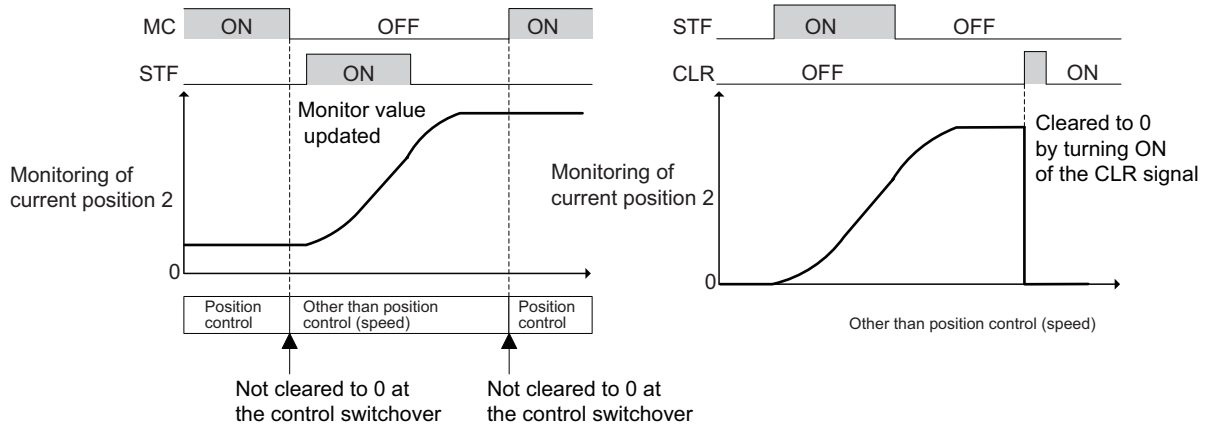 MC ON OFF ON
STF ON
Monitor value
updated
Monitoring of
current position 2
0
Position
control
Other than position
control (speed)
Position
control
Not cleared to 0 at
the control switchover
Not cleared to 0 at
the control switchover
STF ON OFF
CLR OFF ON
Cleared to 0
by turning ON
of the CLR signal
Monitoring of
current position 2
0
Other than position control (speed)